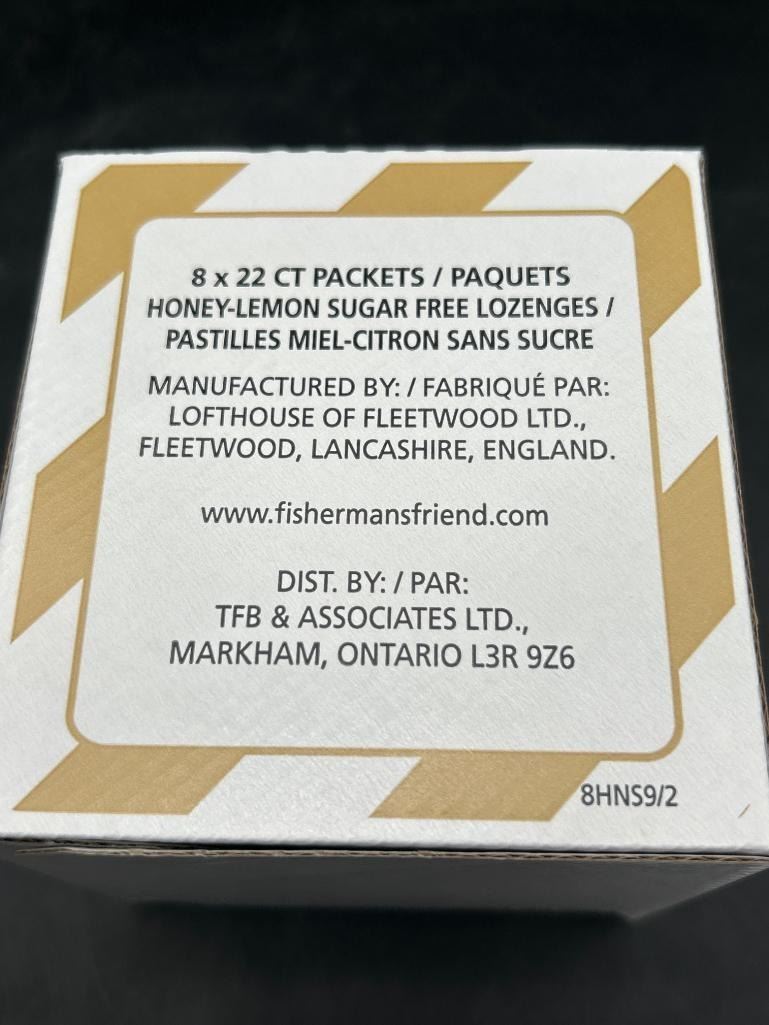 8 x 22 CT PACKETS / PAQUETS
HONEY-LEMON SUGAR FREE LOZENGES /
PASTILLES MIEL-CITRON SANS SUCRE
MANUFACTURED BY: / FABRIQUÉ PAR:
LOFTHOUSE OF FLEETWOOD LTD.,
FLEETWOOD, LANCASHIRE, ENGLAND.
www.fishermansfriend.com
DIST. BY: / PAR:
TFB & ASSOCIATES LTD.,
MARKHAM, ONTARIO L3R 9Z6
8HNS9/2